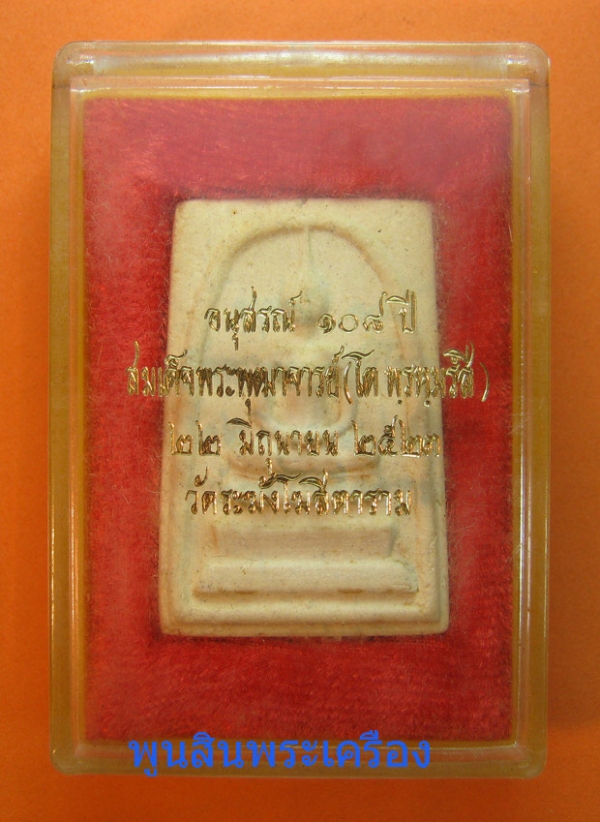 อนุสรณ์ ๑๐๘ ปี
สมเด็จพระพุฒาจารย์(โต พฺรหฺมรํสี)
๒๒ มิถุนายน ๒๕๒๓
วัดระฆังโฆสิตาราม
พูนสินพระเครื่อง